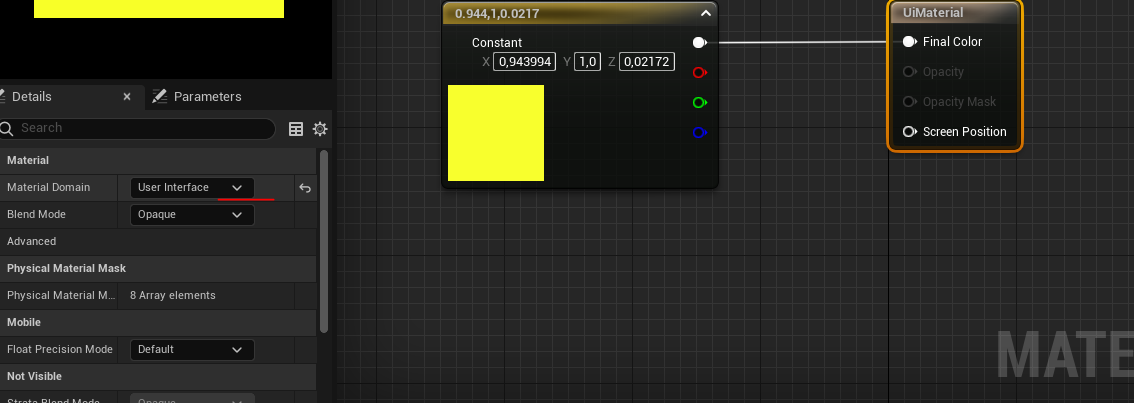 0.944,1,0.0217
Constant
X 0,943994 Y 1,0 Z 0,02172
UiMaterial
Final Color
Opacity
Opacity Mask
Screen Position
Details × Parameters
Search
Material
Material Domain User Interface
Blend Mode Opaque
Advanced
Physical Material Mask
Physical Material M... 8 Array elements
Mobile
Float Precision Mode Default
Not Visible
Strata Blend Mode Opaque
MATE